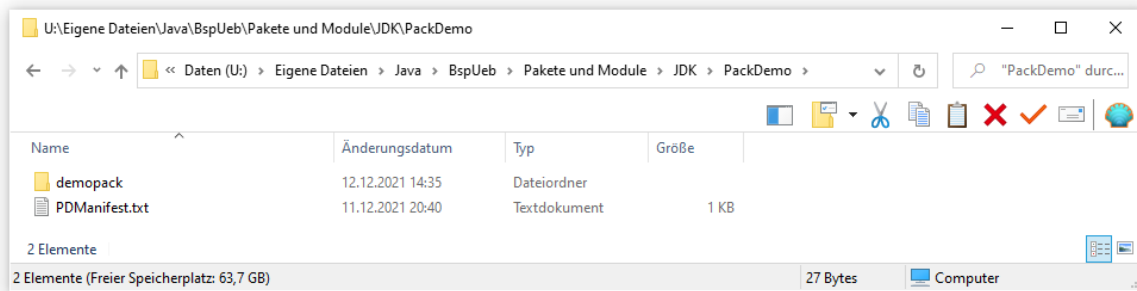 U:\Eigene Dateien\Java\BspUeb\Pakete und Module\JDK\PackDemo
« Daten (U:) > Eigene Dateien > Java > BspUeb > Pakete und Module > JDK > PackDemo > "PackDemo" durc...
Name Änderungsdatum Typ Größe
demopack 12.12.2021 14:35 Dateiordner
PDManifest.txt 11.12.2021 20:40 Textdokument 1 KB
2 Elemente
2 Elemente (Freier Speicherplatz: 63,7 GB) 27 Bytes Computer